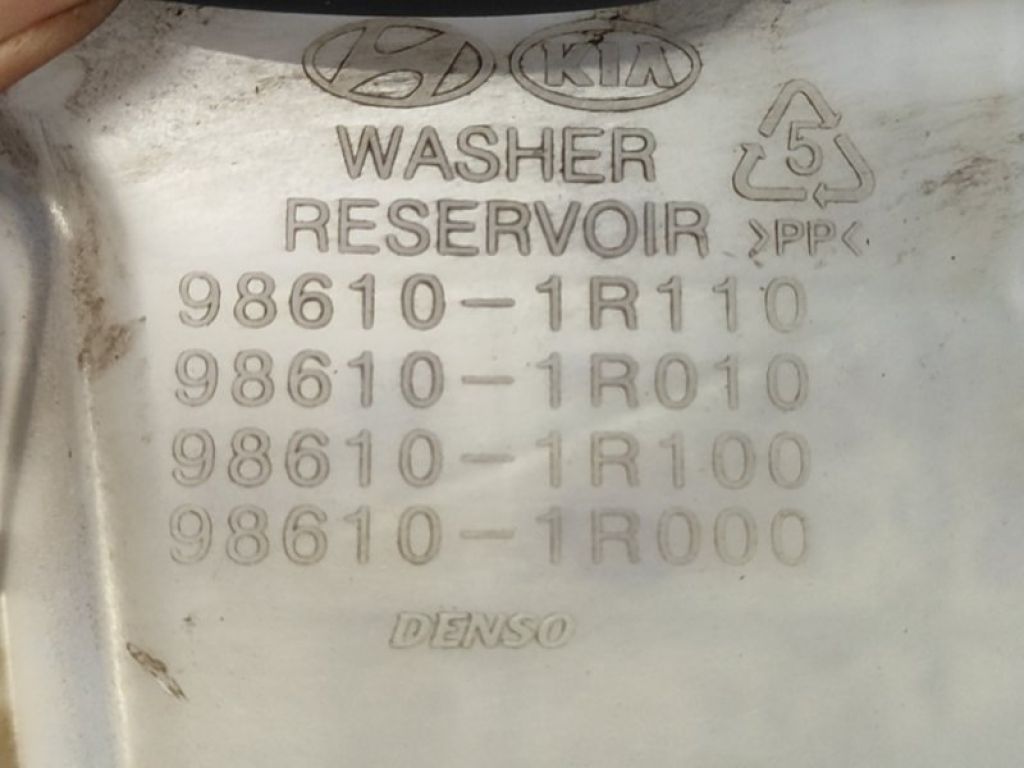 KIA
WASHER
RESERVOIR
5
>PP<
98610-1R110
98610-1R010
98610-1R100
98610-1R000
DENSO